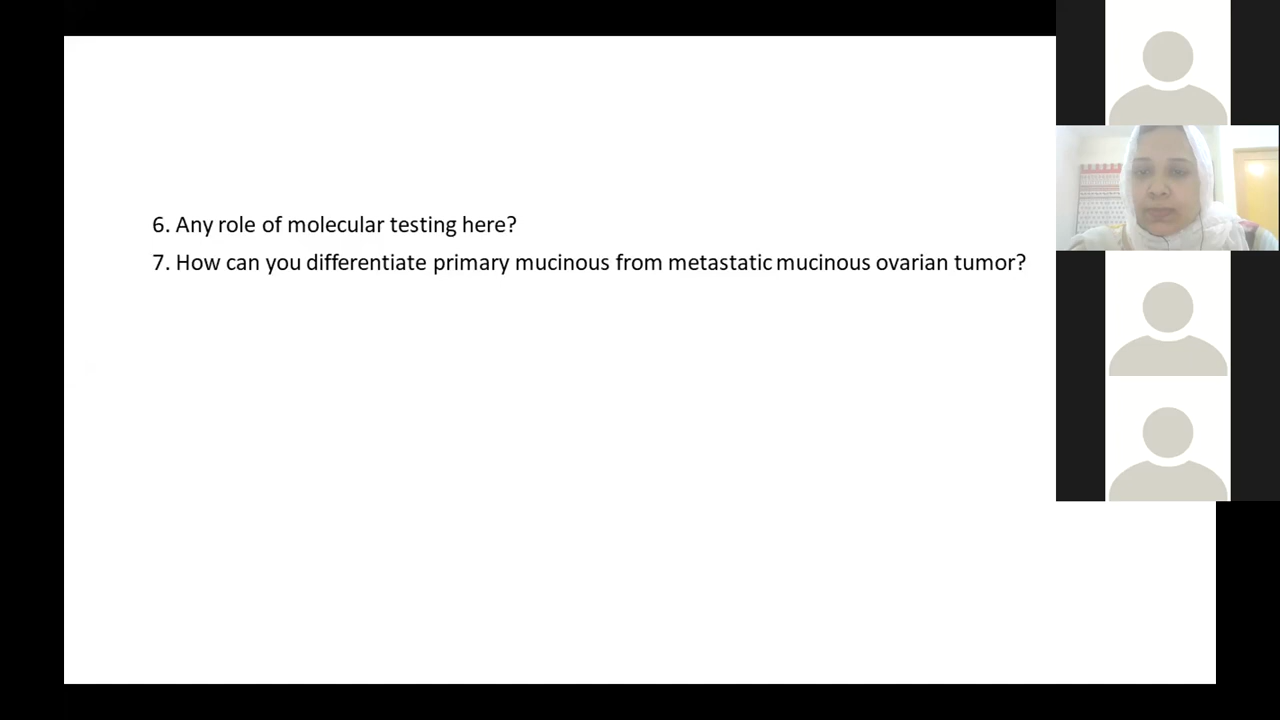 6. Any role of molecular testing here?
7. How can you differentiate primary mucinous from metastatic mucinous ovarian tumor?